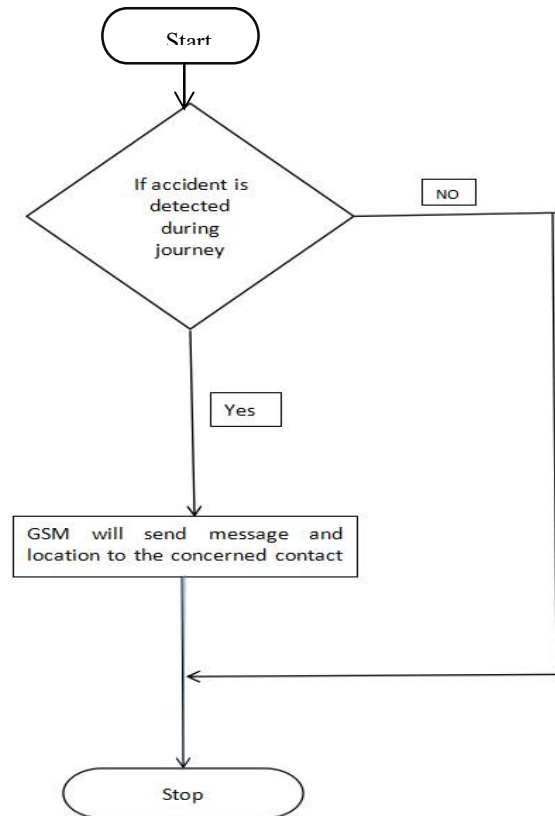 Start
If accident is
detected
during
journey
NO
Yes
GSM will send message and
location to the concerned contact
Stop